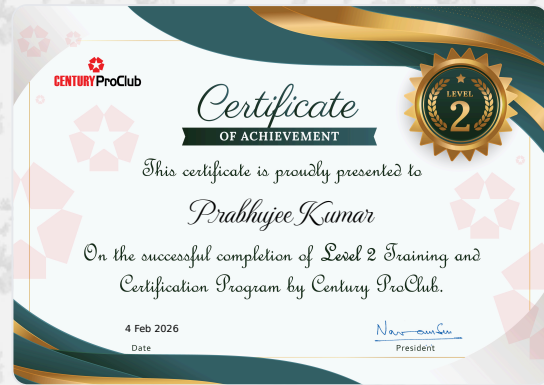 CENTURY ProClub
LEVEL
2
Certificate
OF ACHIEVEMENT
This certificate is proudly presented to
Prabhujee Kumar
On the successful completion of Level 2 Training and
Certification Program by Century ProClub.
4 Feb 2026
Date
President